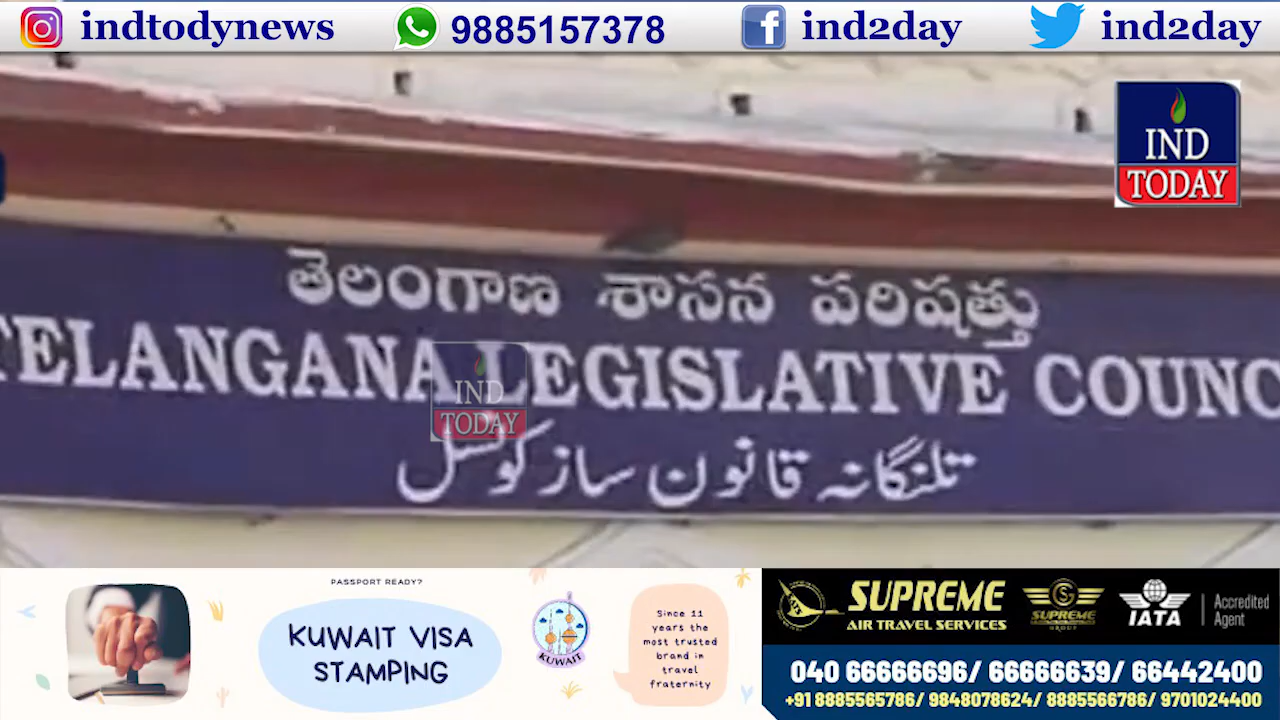 indtodynews 9885157378 ind2day ind2day
IND
TODAY
తెలంగాణ శాసన పరిషత్తు
TELANGANA LEGISLATIVE COUNC
IND
TODAY
تلنگانہ قانون ساز کونسل
PASSPORT READY?
KUWAIT VISA
STAMPING
KUWAIT
Since 11
years the
most trusted
brand in
travel
fraternity
SUPREME
AIR TRAVEL SERVICES
SUPREME
GROUP
IATA
Accredited
Agent
040 66666696/ 66666639/ 66442400
+91 8885565786/ 9848078624/ 8885566786/ 9701024400